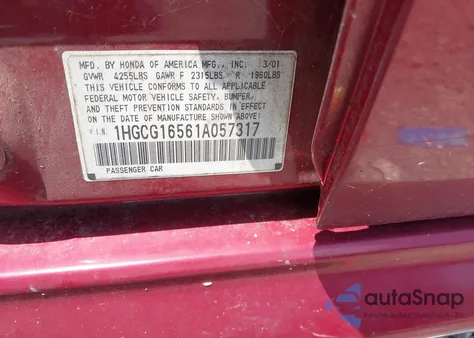 MFD. BY HONDA OF AMERICA MFG., INC. 3/01
GVWR 4255LBS GAWR F 2315LBS R 1960LBS
THIS VEHICLE CONFORMS TO ALL APPLICABLE
FEDERAL MOTOR VEHICLE SAFETY, BUMPER,
AND THEFT PREVENTION STANDARDS IN EFFECT
ON THE DATE OF MANUFACTURE SHOWN ABOVE:
V.I.N. 1HGCG16561A057317
PASSENGER CAR
autoSnap